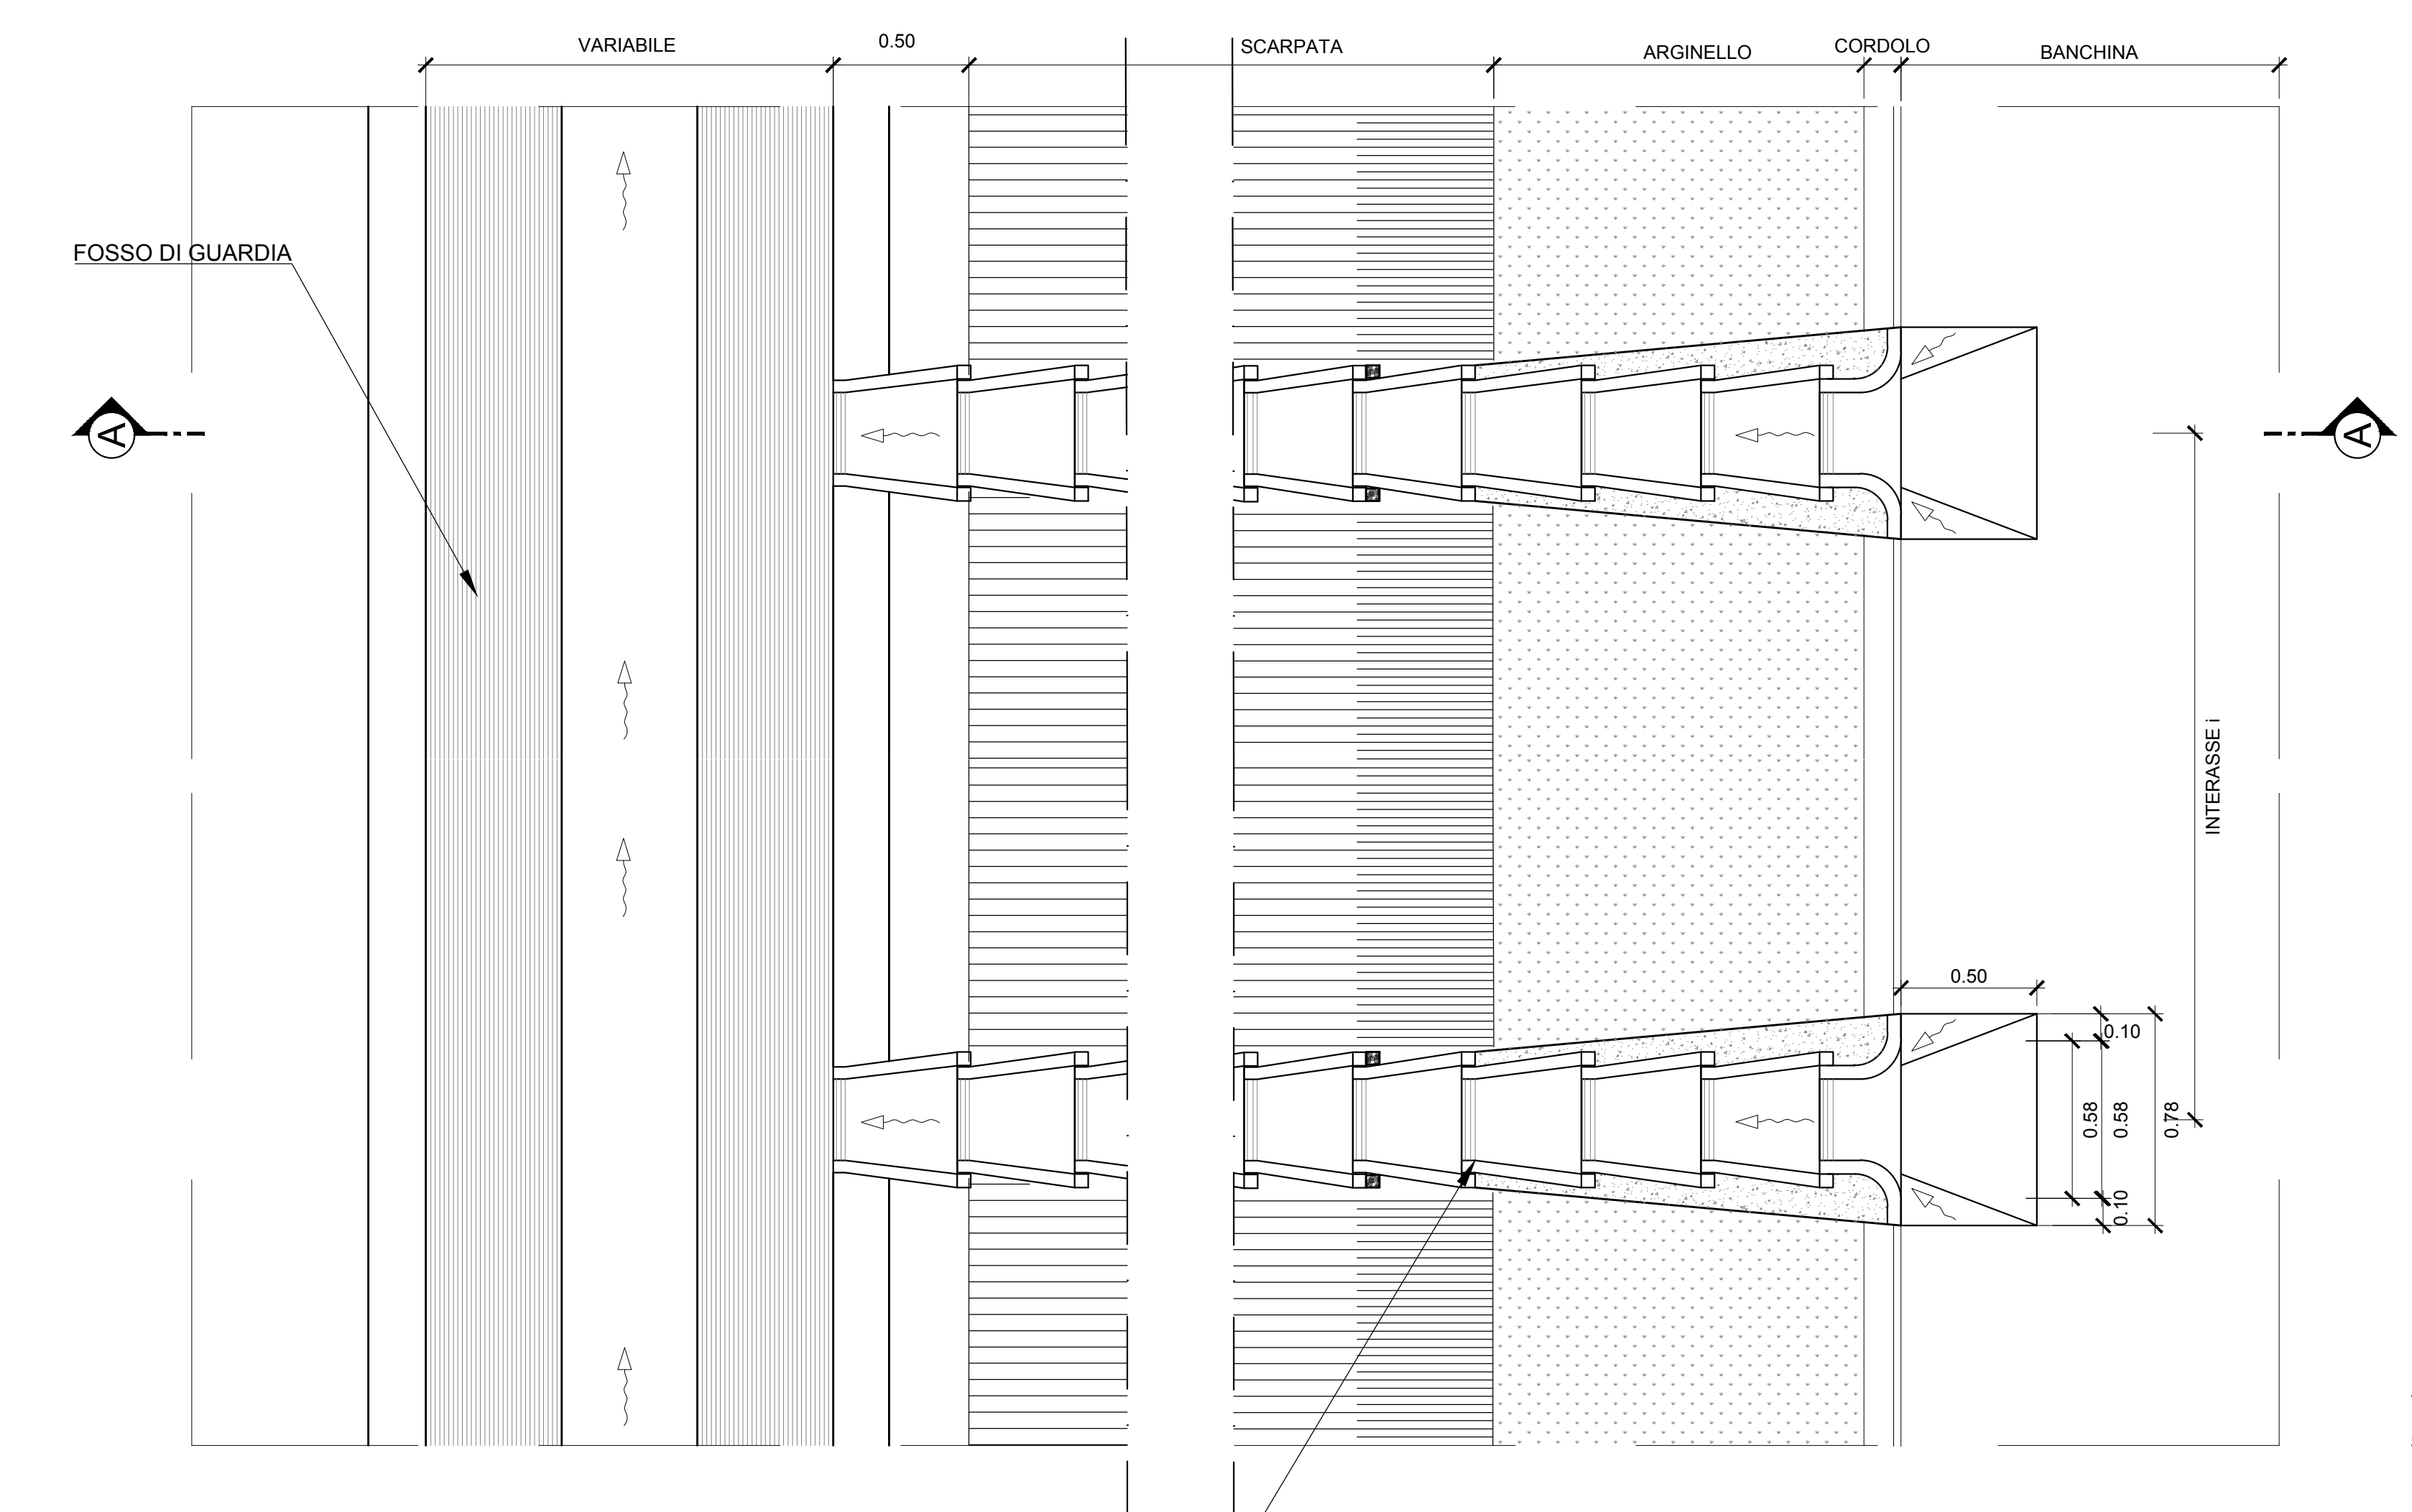 VARIABILE
0.50
SCARPATA
ARGINELLO
CORDOLO
BANCHINA
FOSSO DI GUARDIA
A
A
INTERASSE i
0.50
0.10
0.58
0.58
0.78
0.10